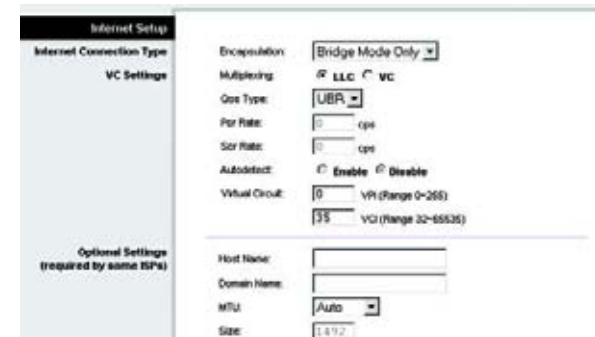 Internet Setup
Internet Connection Type
Encapsulation: Bridge Mode Only
VC Settings
Multiplexing: LLC VC
Qos Type: UBR
Pcr Rate: 0 cps
Scr Rate: 0 cps
Autodetect: Enable Disable
Virtual Circuit: 0 VPI (Range 0~255)
35 VCI (Range 32~65535)
Optional Settings
(required by some ISPs)
Host Name:
Domain Name:
MTU: Auto
Size: 1492